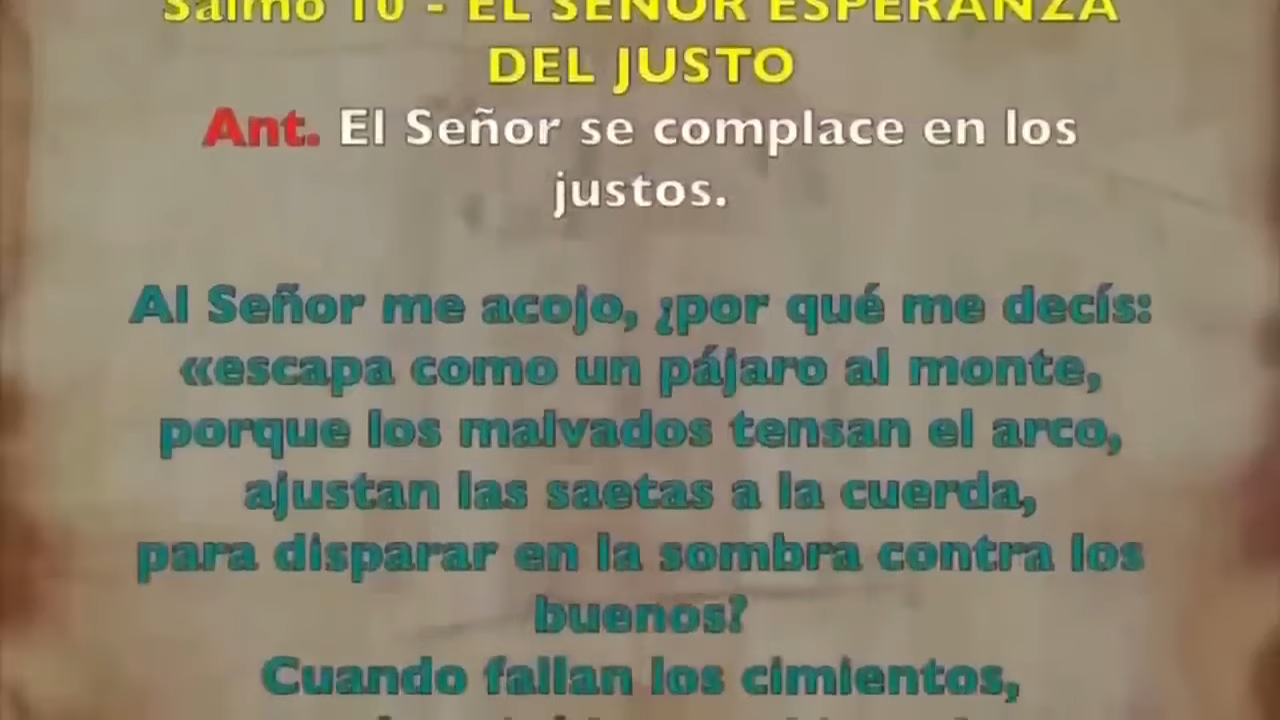 Salmo 10 - EL SEÑOR ESPERANZA
DEL JUSTO
Ant. El Señor se complace en los
justos.
Al Señor me acojo, ¿por qué me decís:
«escapa como un pájaro al monte,
porque los malvados tensan el arco,
ajustan las saetas a la cuerda,
para disparar en la sombra contra los
buenos?
Cuando fallan los cimientos,